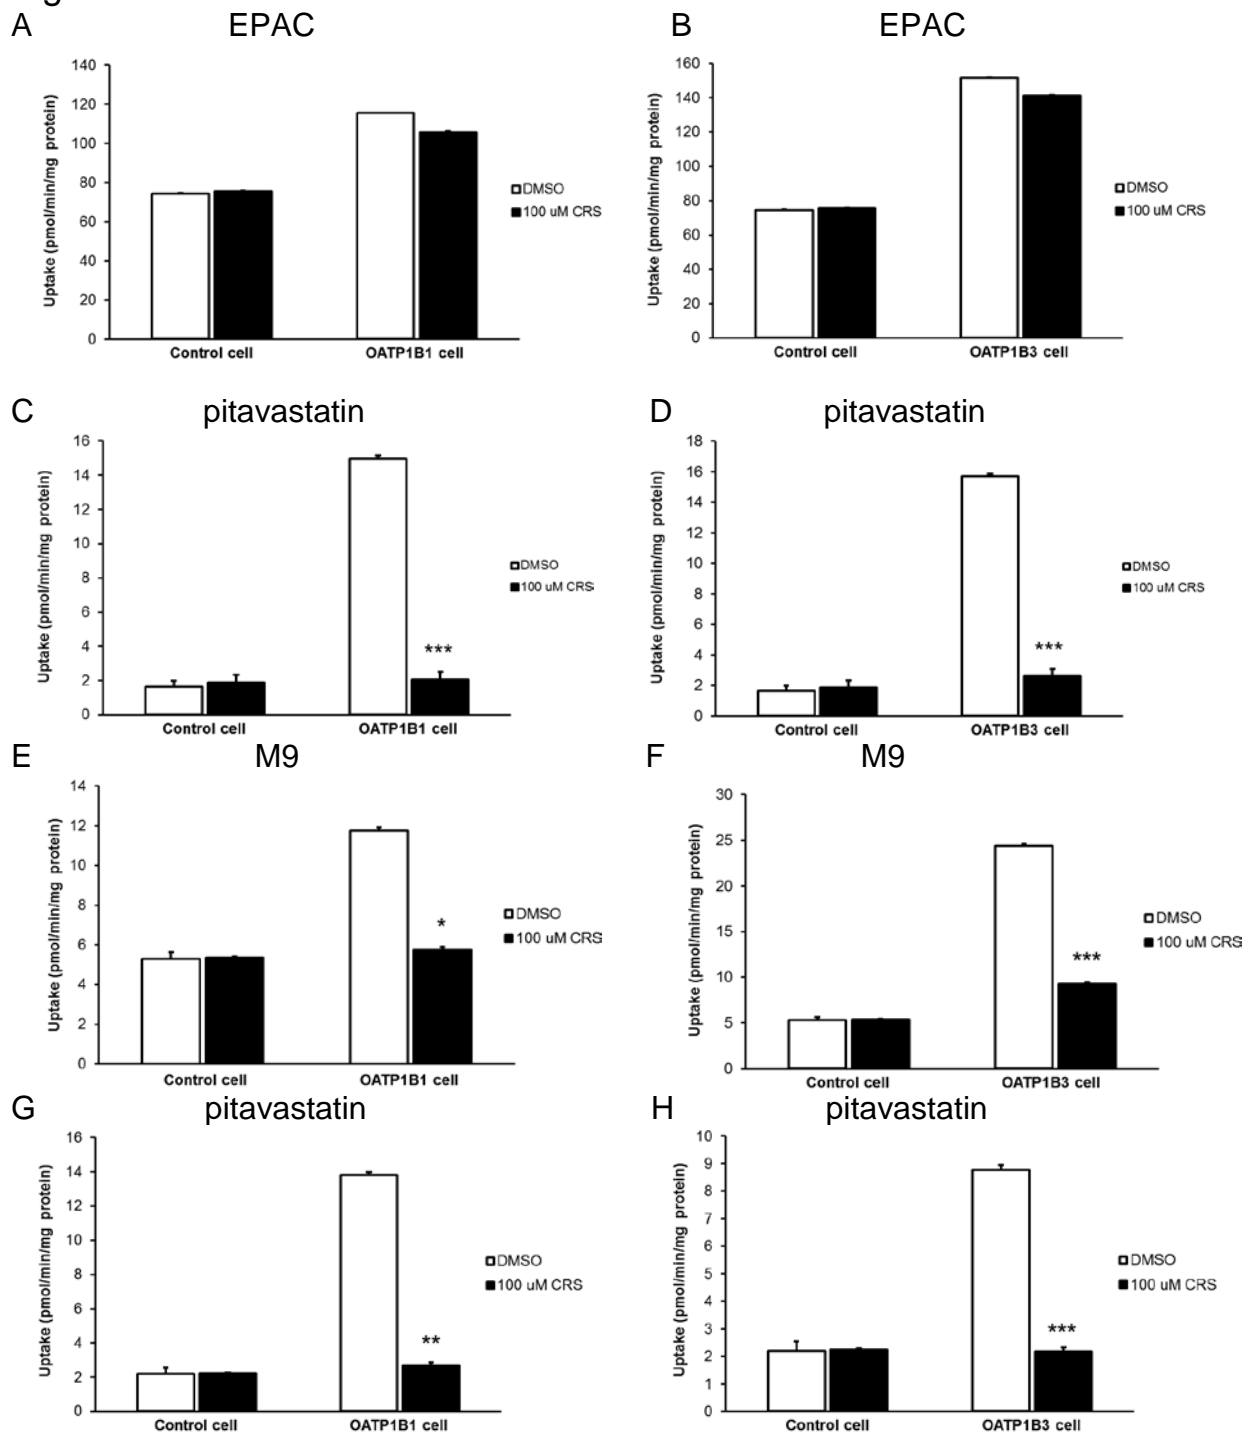 A EPAC
140
120
100
80
60
40
20
0
Uptake (pmol/min/mg protein)
Control cell OATP1B1 cell
DMSO
100 uM CRS
B EPAC
160
140
120
100
80
60
40
20
0
Uptake (pmol/min/mg protein)
Control cell OATP1B3 cell
DMSO
100 uM CRS
C pitavastatin
16
14
12
10
8
6
4
2
0
Uptake (pmol/min/mg protein)
***
Control cell OATP1B1 cell
DMSO
100 uM CRS
D pitavastatin
18
16
14
12
10
8
6
4
2
0
Uptake (pmol/min/mg protein)
***
Control cell OATP1B3 cell
DMSO
100 uM CRS
E M9
14
12
10
8
6
4
2
0
Uptake (pmol/min/mg protein)
*
Control cell OATP1B1 cell
DMSO
100 uM CRS
F M9
30
25
20
15
10
5
0
Uptake (pmol/min/mg protein)
***
Control cell OATP1B3 cell
DMSO
100 uM CRS
G pitavastatin
16
14
12
10
8
6
4
2
0
Uptake (pmol/min/mg protein)
**
Control cell OATP1B1 cell
DMSO
100 uM CRS
H pitavastatin
10
9
8
7
6
5
4
3
2
1
0
Uptake (pmol/min/mg protein)
***
Control cell OATP1B3 cell
DMSO
100 uM CRS